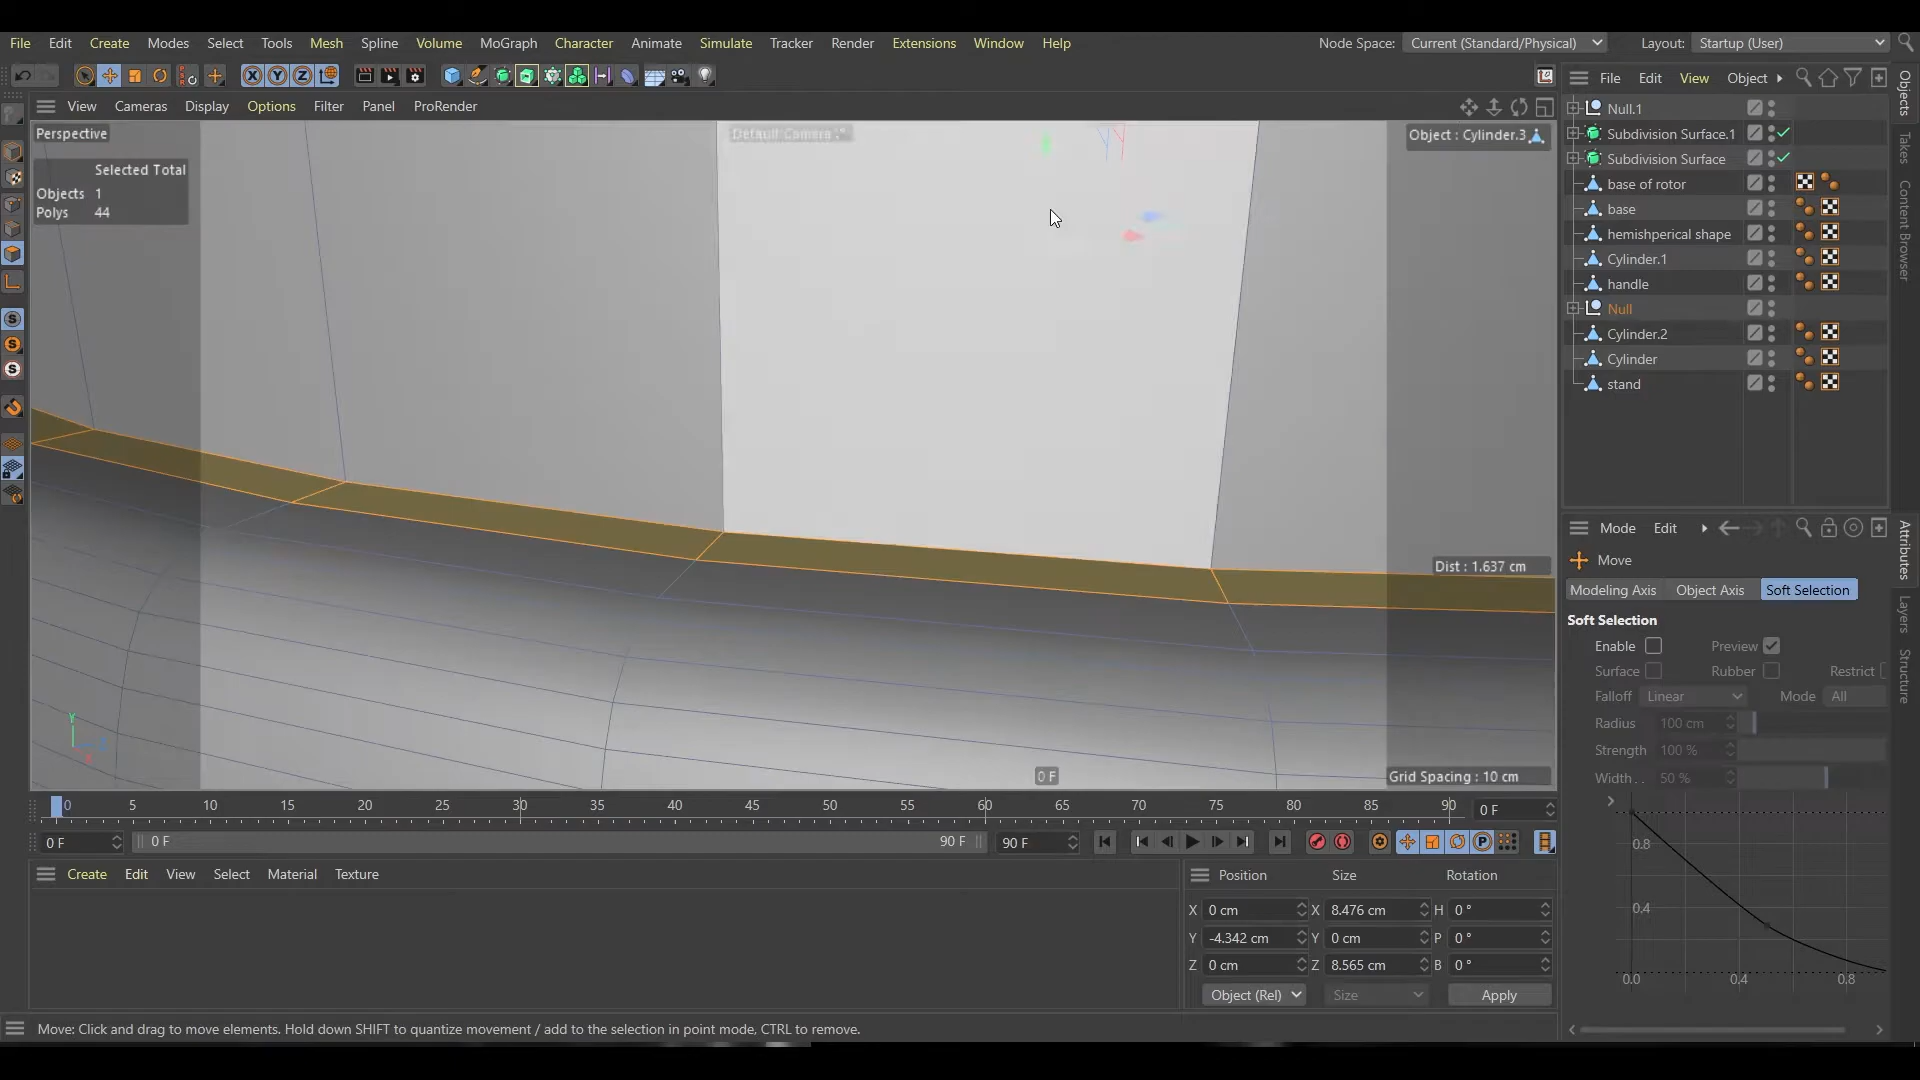 File Edit Create Modes Select Tools Mesh Spline Volume MoGraph Character Animate Simulate Tracker Render Extensions Window Help Node Space: Current (Standard/Physical) Layout: Startup (User)
X Y Z
View Cameras Display Options Filter Panel ProRender
File Edit View Object
Perspective
Default Camera
Object : Cylinder.3
Selected Total
Objects 1
Polys 44
Null.1
Subdivision Surface.1
Subdivision Surface
base of rotor
base
hemishperical shape
Cylinder.1
handle
Null
Cylinder.2
Cylinder
stand
Objects
Takes
Content Browser
Mode Edit
Move
Modeling Axis Object Axis Soft Selection
Soft Selection
Enable Preview
Surface Rubber Restrict
Falloff Linear Mode All
Radius 100 cm
Strength 100 %
Width . . 50 %
0.8
0.4
0.0 0.4 0.8
Attributes
Layers
Structure
Dist : 1.637 cm
Y
0 F
Grid Spacing : 10 cm
0 5 10 15 20 25 30 35 40 45 50 55 60 65 70 75 80 85 90 0 F
0 F 0 F 90 F 90 F
P
Create Edit View Select Material Texture
Position Size Rotation
X 0 cm X 8.476 cm H 0 °
Y -4.342 cm Y 0 cm P 0 °
Z 0 cm Z 8.565 cm B 0 °
Object (Rel) Size Apply
Move: Click and drag to move elements. Hold down SHIFT to quantize movement / add to the selection in point mode, CTRL to remove.